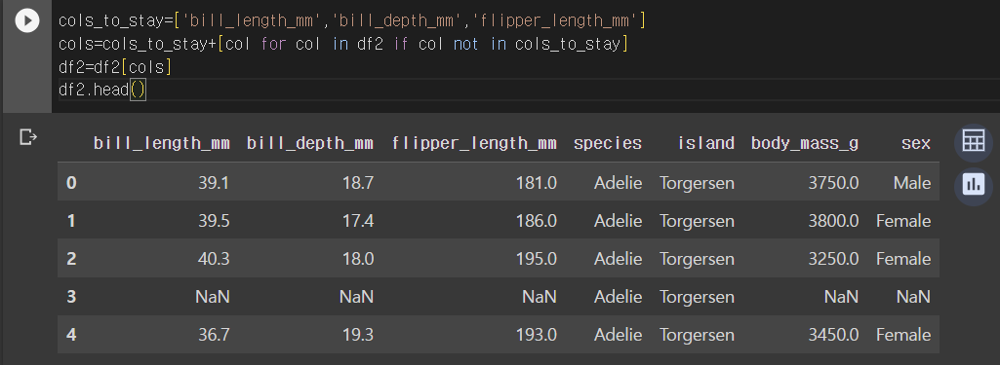 cols_to_stay=['bill_length_mm','bill_depth_mm','flipper_length_mm']
cols=cols_to_stay+[col for col in df2 if col not in cols_to_stay]
df2=df2[cols]
df2.head()
bill_length_mm bill_depth_mm flipper_length_mm species island body_mass_g sex
0 39.1 18.7 181.0 Adelie Torgersen 3750.0 Male
1 39.5 17.4 186.0 Adelie Torgersen 3800.0 Female
2 40.3 18.0 195.0 Adelie Torgersen 3250.0 Female
3 NaN NaN NaN Adelie Torgersen NaN NaN
4 36.7 19.3 193.0 Adelie Torgersen 3450.0 Female